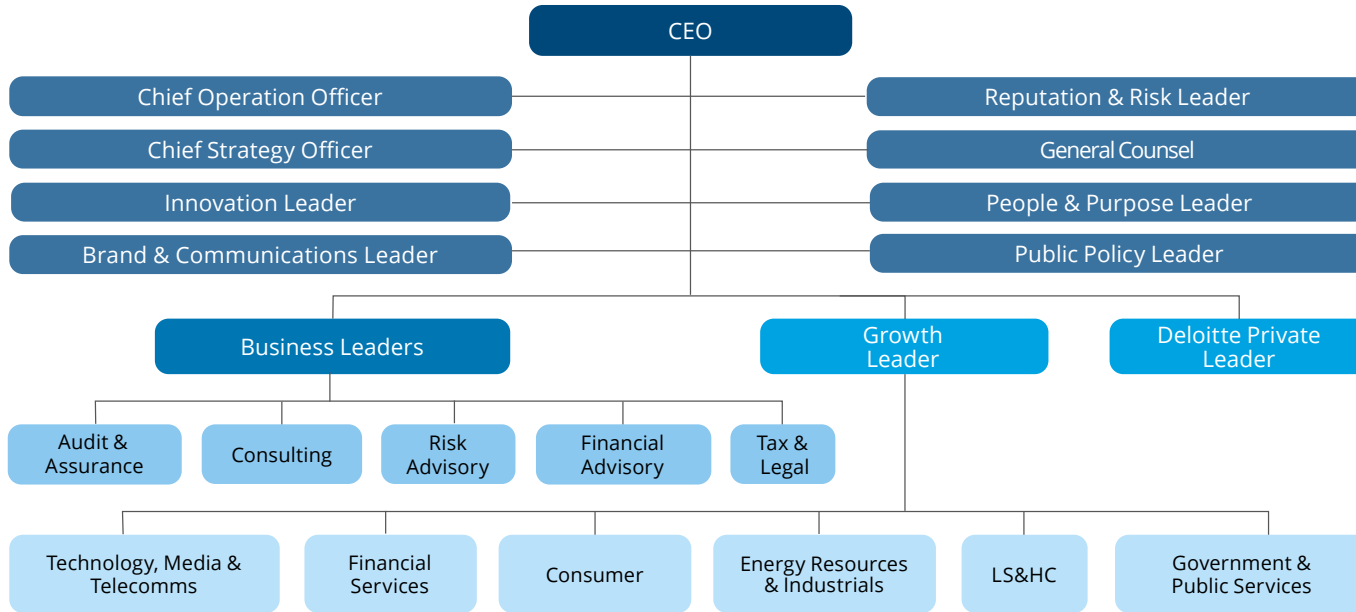 CEO
Chief Operation Officer
Reputation & Risk Leader
Chief Strategy Officer
General Counsel
Innovation Leader
People & Purpose Leader
Brand & Communications Leader
Public Policy Leader
Business Leaders
Growth
Leader
Deloitte Private
Leader
Audit &
Assurance
Consulting
Risk
Advisory
Financial
Advisory
Tax &
Legal
Technology, Media &
Telecomms
Financial
Services
Consumer
Energy Resources
& Industrials
LS&HC
Government &
Public Services